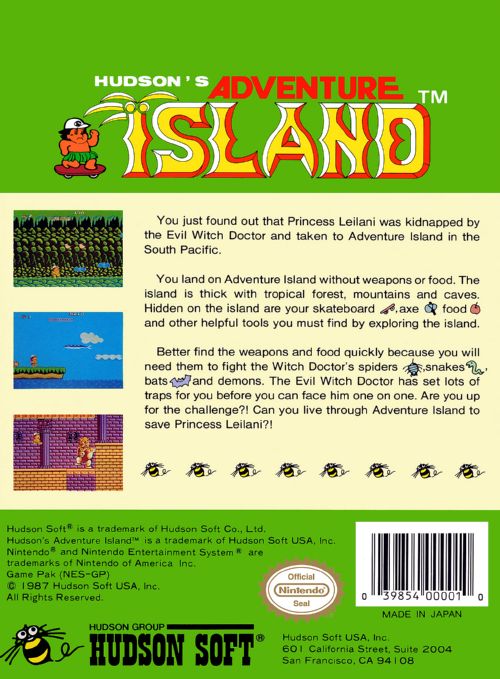 HUDSON'S ADVENTURE
ISLAND TM
You just found out that Princess Leilani was kidnapped by
the Evil Witch Doctor and taken to Adventure Island in the
South Pacific.
You land on Adventure Island without weapons or food. The
island is thick with tropical forest, mountains and caves.
Hidden on the island are your skateboard ,axe food
and other helpful tools you must find by exploring the island.
Better find the weapons and food quickly because you will
need them to fight the Witch Doctor's spiders ,snakes ,
bats and demons. The Evil Witch Doctor has set lots of
traps for you before you can face him one on one. Are you up
for the challenge?! Can you live through Adventure Island to
save Princess Leilani?!
Hudson Soft® is a trademark of Hudson Soft Co., Ltd.
Hudson's Adventure Island™ is a trademark of Hudson Soft USA, Inc.
Nintendo® and Nintendo Entertainment System® are
trademarks of Nintendo of America Inc.
Game Pak (NES-GP)
© 1987 Hudson Soft USA, Inc.
All Rights Reserved.
Official
Nintendo
Seal
0 39854 00001 0
MADE IN JAPAN
HUDSON GROUP
HUDSON SOFT®
Hudson Soft USA, Inc.
601 California Street, Suite 2004
San Francisco, CA 94108